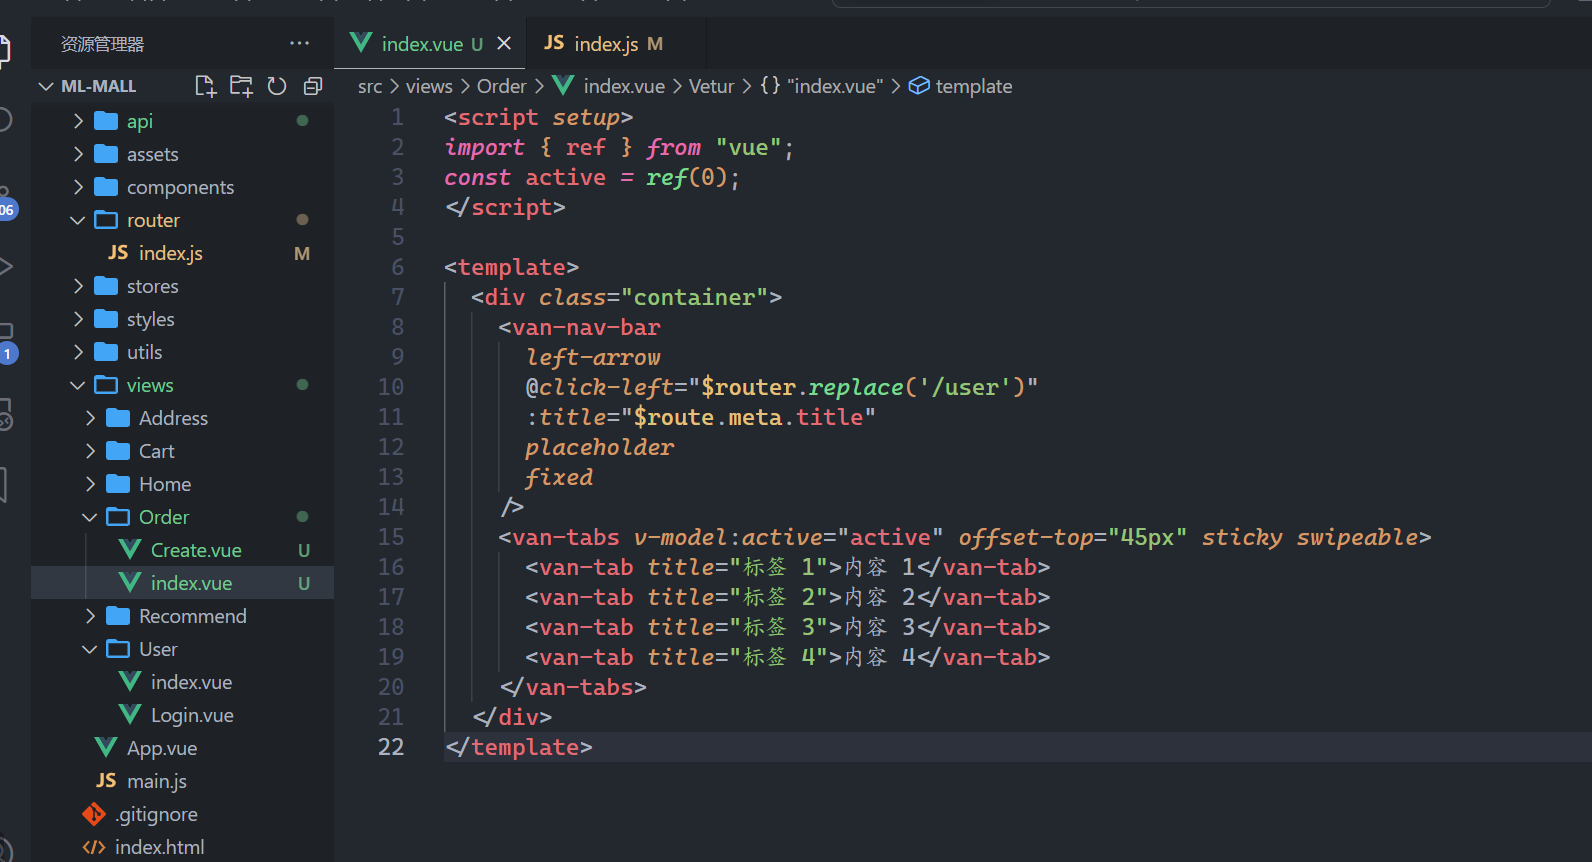 资源管理器 ···
index.vue U
JS index.js M
ML-MALL
src > views > Order > index.vue > Vetur > {} "index.vue" > template
api
assets
components
router
JS index.js M
stores
styles
utils
views
Address
Cart
Home
Order
Create.vue U
index.vue U
Recommend
User
index.vue
Login.vue
App.vue
JS main.js
.gitignore
</> index.html
06
1
1 <script setup>
2 import { ref } from "vue";
3 const active = ref(0);
4 </script>
5
6 <template>
7 <div class="container">
8 <van-nav-bar
9 left-arrow
10 @click-left="$router.replace('/user')"
11 :title="$route.meta.title"
12 placeholder
13 fixed
14 />
15 <van-tabs v-model:active="active" offset-top="45px" sticky swipeable>
16 <van-tab title="标签 1">内容 1</van-tab>
17 <van-tab title="标签 2">内容 2</van-tab>
18 <van-tab title="标签 3">内容 3</van-tab>
19 <van-tab title="标签 4">内容 4</van-tab>
20 </van-tabs>
21 </div>
22 </template>